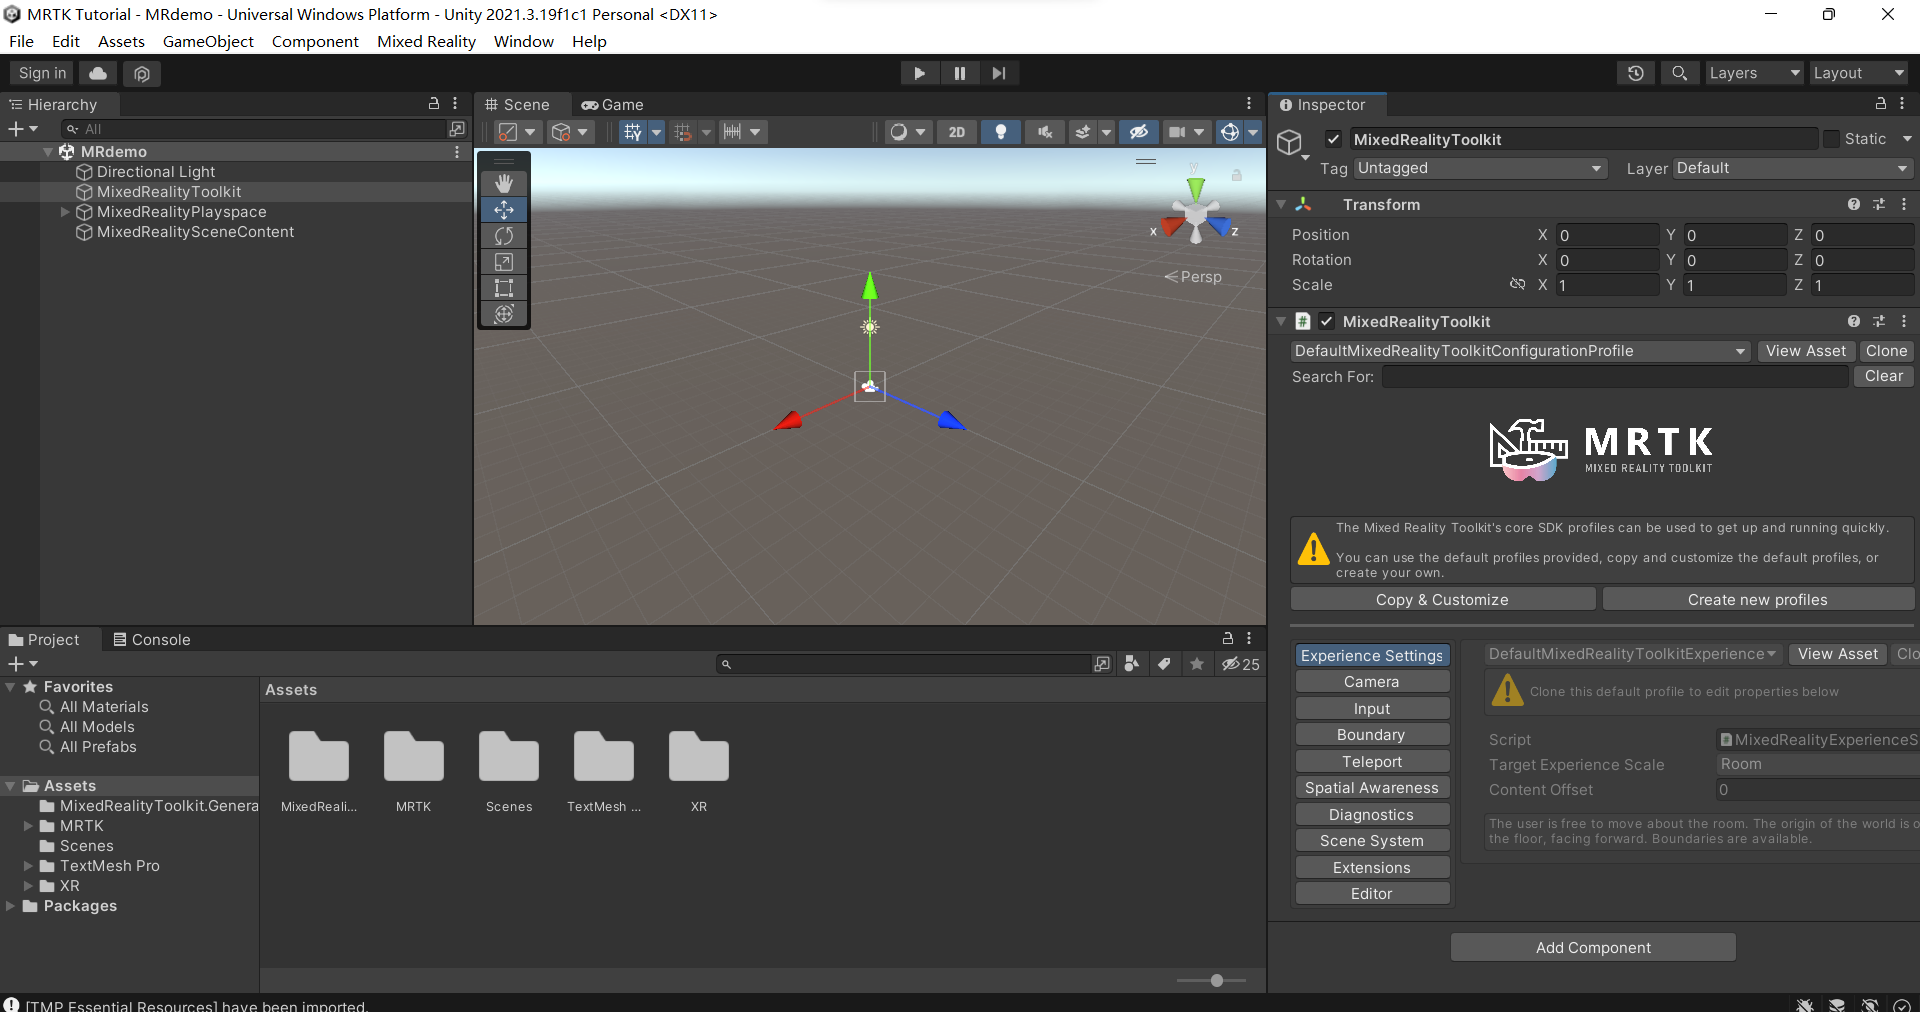 MRTK Tutorial - MRdemo - Universal Windows Platform - Unity 2021.3.19f1c1 Personal <DX11>
File Edit Assets GameObject Component Mixed Reality Window Help
Sign in
Layers
Layout
Hierarchy
All
MRdemo
Directional Light
MixedRealityToolkit
MixedRealityPlayspace
MixedRealitySceneContent
Scene
Game
2D
y
x
z
Persp
Inspector
MixedRealityToolkit
Static
Tag Untagged
Layer Default
Transform
Position X 0 Y 0 Z 0
Rotation X 0 Y 0 Z 0
Scale X 1 Y 1 Z 1
#
MixedRealityToolkit
DefaultMixedRealityToolkitConfigurationProfile
View Asset
Clone
Search For:
Clear
MRTK
MIXED REALITY TOOLKIT
The Mixed Reality Toolkit's core SDK profiles can be used to get up and running quickly.
You can use the default profiles provided, copy and customize the default profiles, or
create your own.
Copy & Customize
Create new profiles
Experience Settings
Camera
Input
Boundary
Teleport
Spatial Awareness
Diagnostics
Scene System
Extensions
Editor
DefaultMixedRealityToolkitExperience
View Asset
Clo
Clone this default profile to edit properties below
Script MixedRealityExperienceS
Target Experience Scale Room
Content Offset 0
The user is free to move about the room. The origin of the world is o
the floor, facing forward. Boundaries are available.
Add Component
Project
Console
25
Favorites
All Materials
All Models
All Prefabs
Assets
MixedRealityToolkit.Genera
MRTK
Scenes
TextMesh Pro
XR
Packages
Assets
MixedReali...
MRTK
Scenes
TextMesh ...
XR
[TMP Essential Resources] have been imported.